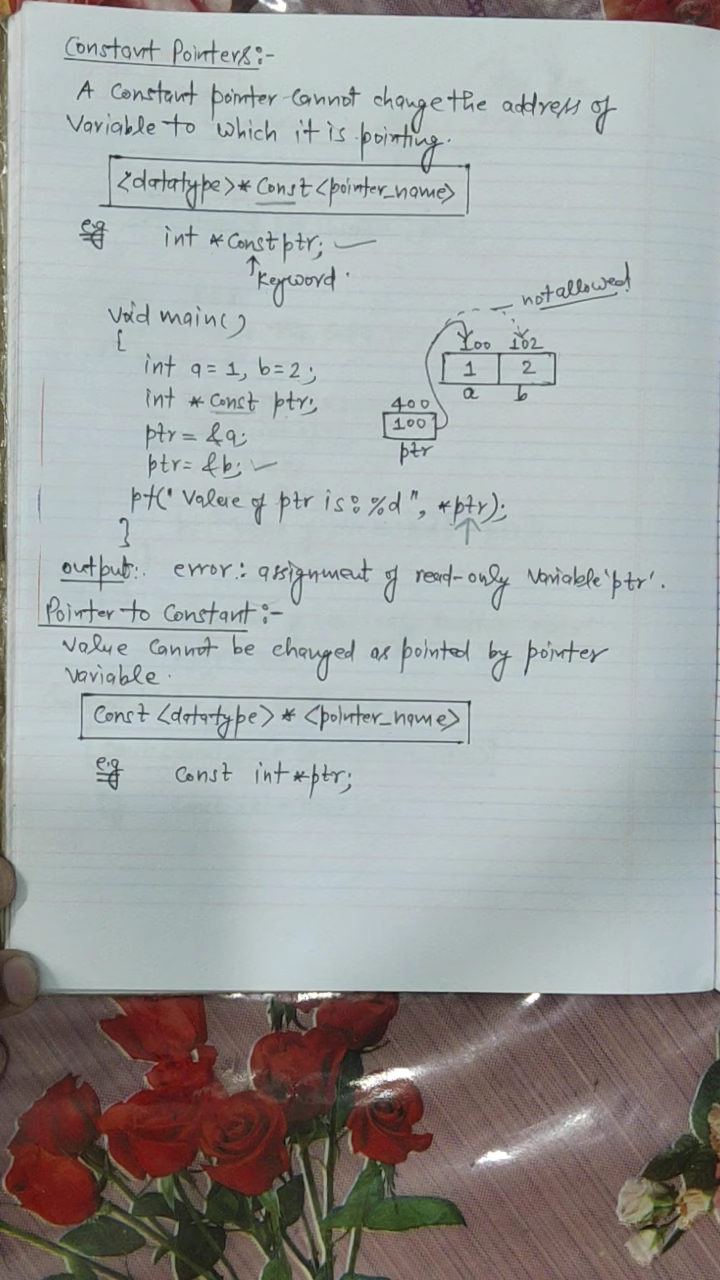 Constant Pointers:-
A Constant pointer cannot change the address of
Variable to which it is pointing.
<datatype>* Const <pointer_name>
e.g int *Const ptr;
Keyword.
not allowed
void main()
{
100 102
int a = 1, b = 2;
1 2
a b
int * Const ptr;
400
100
ptr
ptr = &a;
ptr = &b;
pf(" Value of ptr is: %d ", *ptr);
}
output:. error: assignment of read-only variable 'ptr'.
Pointer to Constant :-
Value cannot be changed as pointed by pointer
variable.
Const <datatype> * <pointer_name>
e.g Const int *ptr;